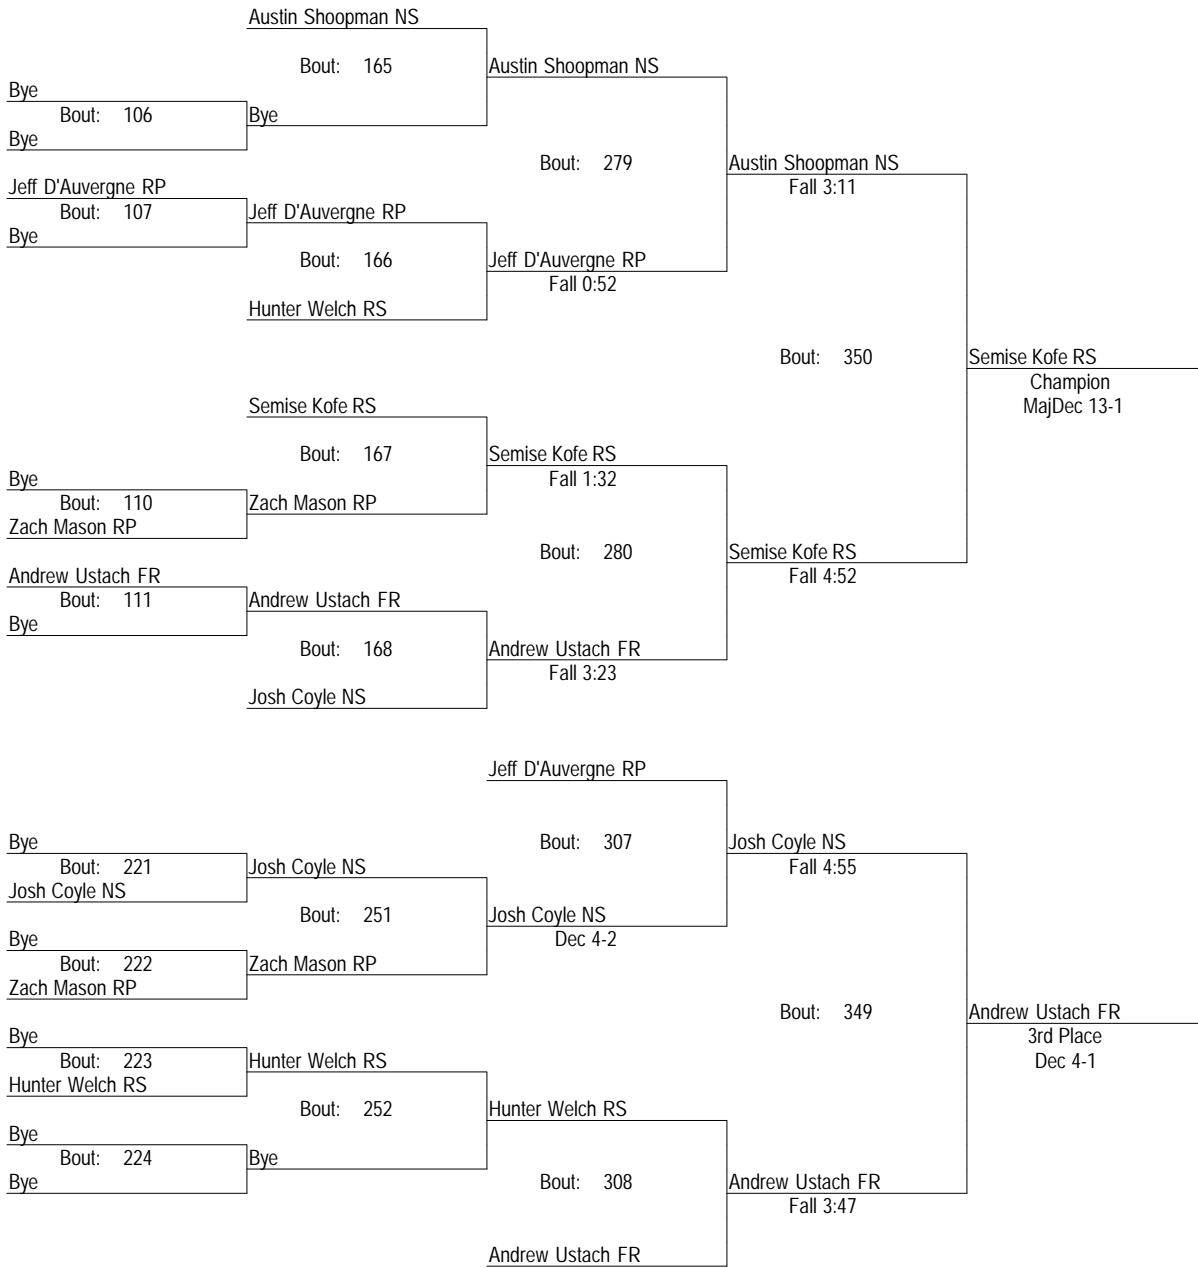 Austin Shoopman NS
Bout: 165
Austin Shoopman NS
Bye
Bout: 106
Bye
Bye
Bout: 279
Austin Shoopman NS
Fall 3:11
Jeff D'Auvergne RP
Bout: 107
Jeff D'Auvergne RP
Bye
Bout: 166
Jeff D'Auvergne RP
Fall 0:52
Hunter Welch RS
Bout: 350
Semise Kofe RS
Champion
MajDec 13-1
Semise Kofe RS
Bout: 167
Semise Kofe RS
Fall 1:32
Bye
Bout: 110
Zach Mason RP
Zach Mason RP
Bout: 280
Semise Kofe RS
Fall 4:52
Andrew Ustach FR
Bout: 111
Andrew Ustach FR
Bye
Bout: 168
Andrew Ustach FR
Fall 3:23
Josh Coyle NS
Jeff D'Auvergne RP
Bye
Bout: 307
Josh Coyle NS
Fall 4:55
Bout: 221
Josh Coyle NS
Josh Coyle NS
Bout: 251
Josh Coyle NS
Dec 4-2
Bye
Bout: 222
Zach Mason RP
Zach Mason RP
Bout: 349
Andrew Ustach FR
3rd Place
Dec 4-1
Bye
Bout: 223
Hunter Welch RS
Hunter Welch RS
Bout: 252
Hunter Welch RS
Bye
Bout: 224
Bye
Bye
Bout: 308
Andrew Ustach FR
Fall 3:47
Andrew Ustach FR